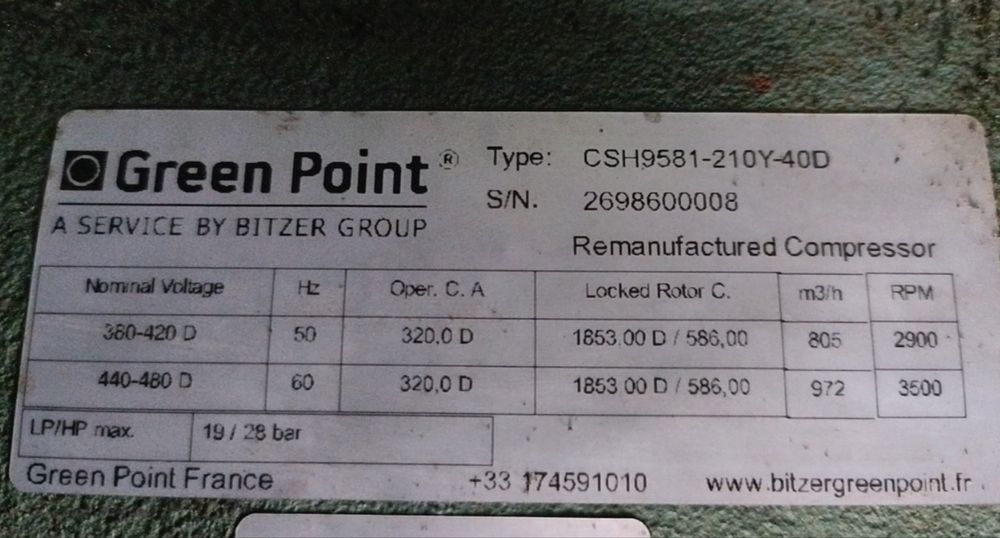 Green Point ®
A SERVICE BY BITZER GROUP
Type: CSH9581-210Y-40D
S/N. 2698600008
Remanufactured Compressor
Nominal Voltage Hz Oper. C. A Locked Rotor C. m3/h RPM
380-420 D 50 320,0 D 1853,00 D / 586,00 805 2900
440-480 D 60 320,0 D 1853,00 D / 586,00 972 3500
LP/HP max. 19 / 28 bar
Green Point France +33 174591010 www.bitzergreenpoint.fr